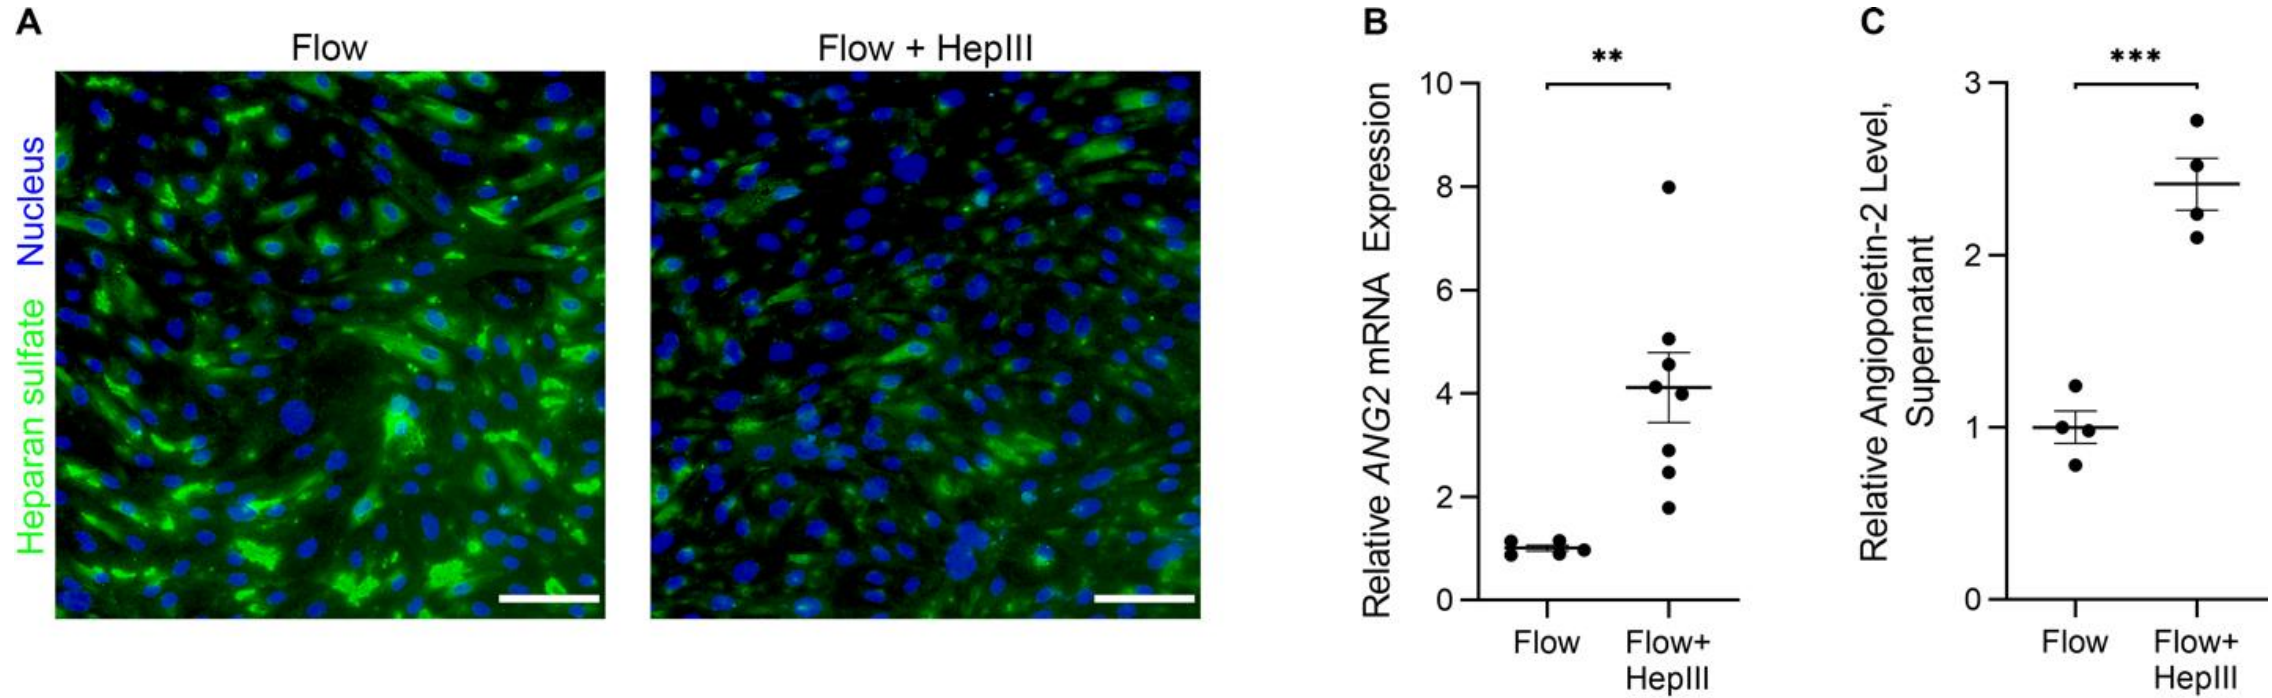 A
Flow
Flow + HepIII
Heparan sulfate Nucleus
B
**
Relative ANG2 mRNA Expression
10
8
6
4
2
0
Flow
Flow+
HepIII
C
***
Relative Angiopoietin-2 Level,
Supernatant
3
2
1
0
Flow
Flow+
HepIII